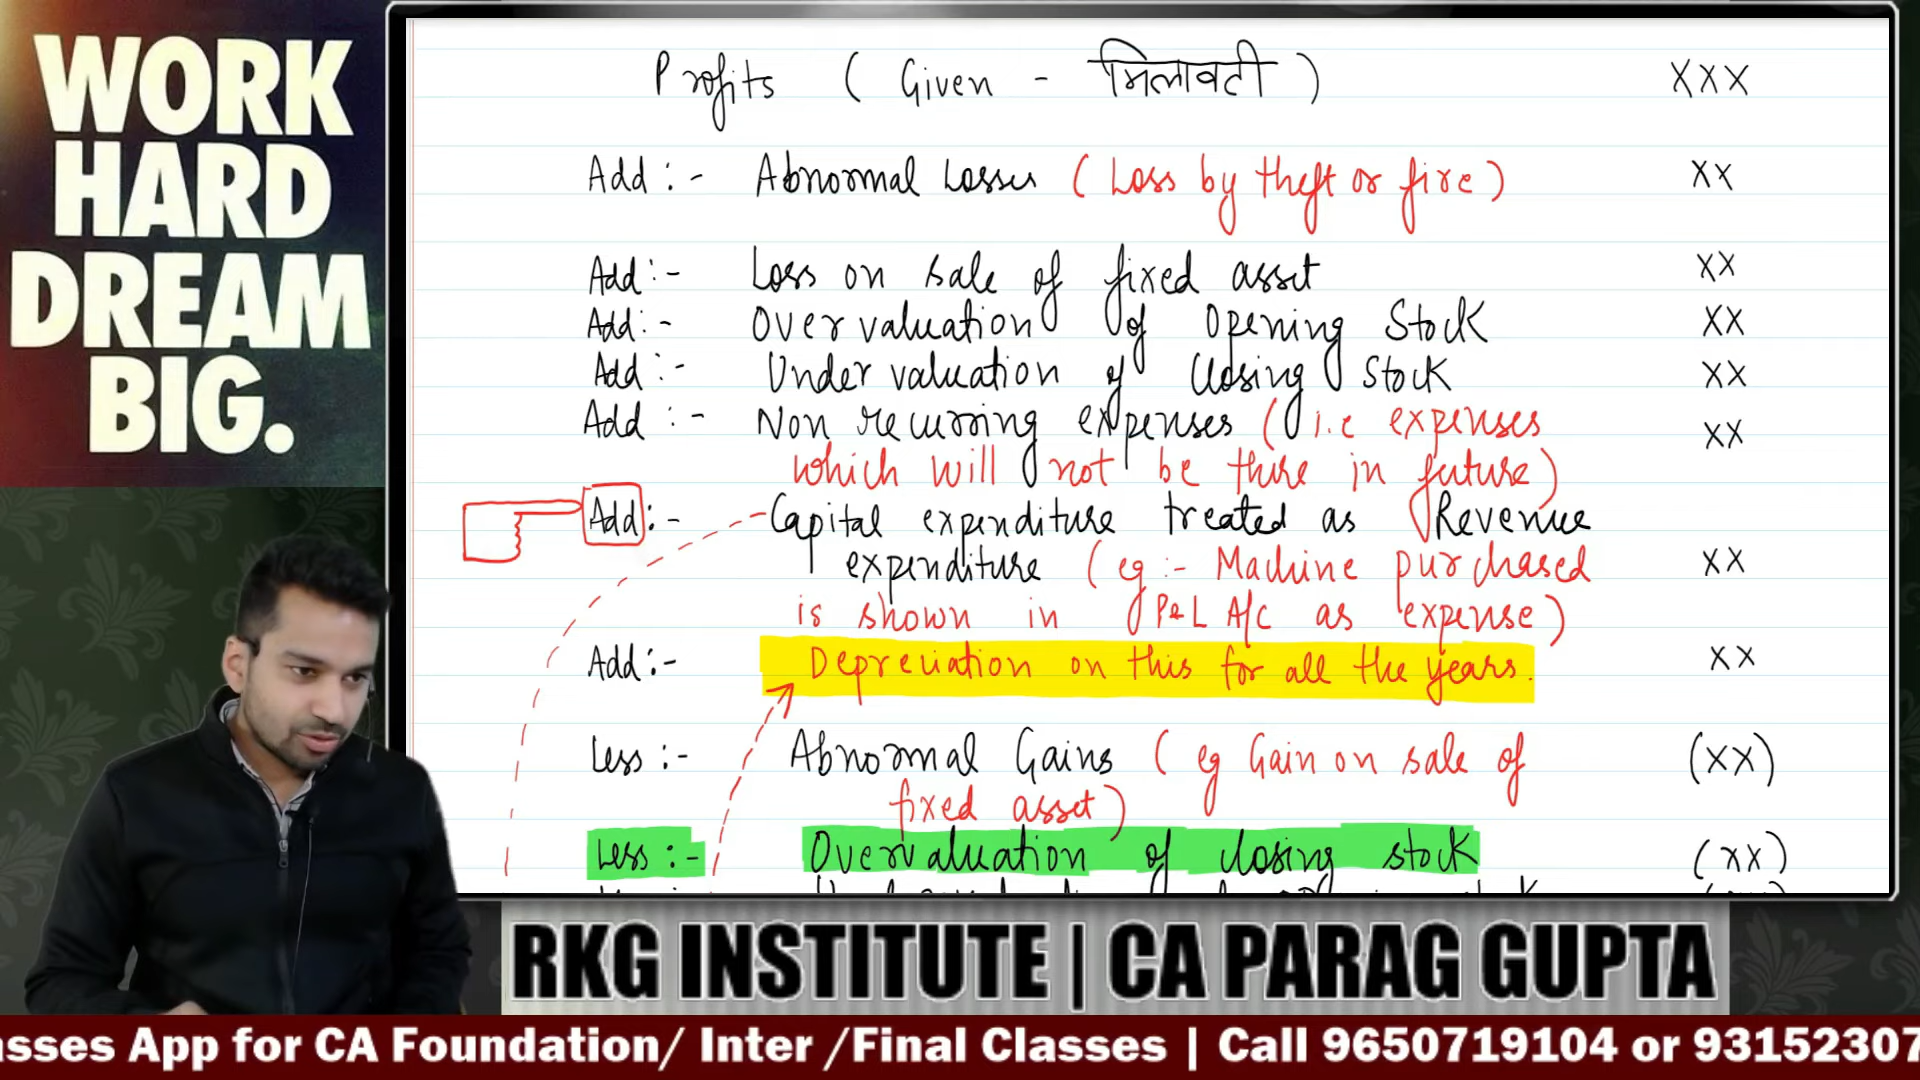 WORK
HARD
DREAM
BIG.
Profits ( Given - मिलावटी ) XXX
Add :- Abnormal Losses ( Loss by theft or fire ) XX
Add :- Loss on sale of fixed asset XX
Add :- Overvaluation of Opening Stock XX
Add :- Undervaluation of Closing Stock XX
Add :- Non recurring expenses ( i.e expenses XX
which will not be there in future )
Add :- Capital expenditure treated as Revenue
expenditure ( eg :- Machine purchased XX
is shown in P&L A/C as expense )
Add :- Depreciation on this for all the years. XX
Less :- Abnormal Gains ( eg Gain on sale of (XX)
fixed asset )
Less :- Overvaluation of closing stock (XX)
RKG INSTITUTE | CA PARAG GUPTA
asses App for CA Foundation/ Inter /Final Classes | Call 9650719104 or 93152307